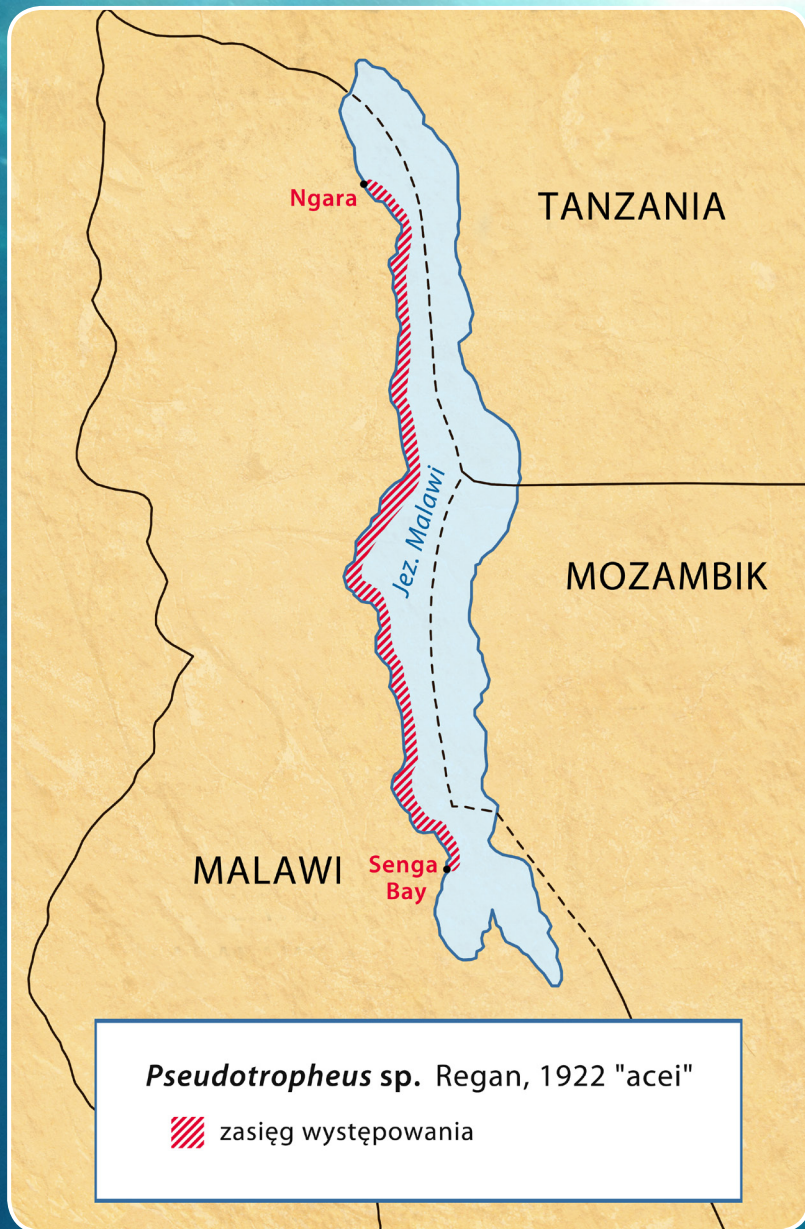 Ngara
TANZANIA
Jez. Malawi
MOZAMBIK
MALAWI
Senga
Bay
Pseudotropheus sp. Regan, 1922 "acei"
zasięg występowania